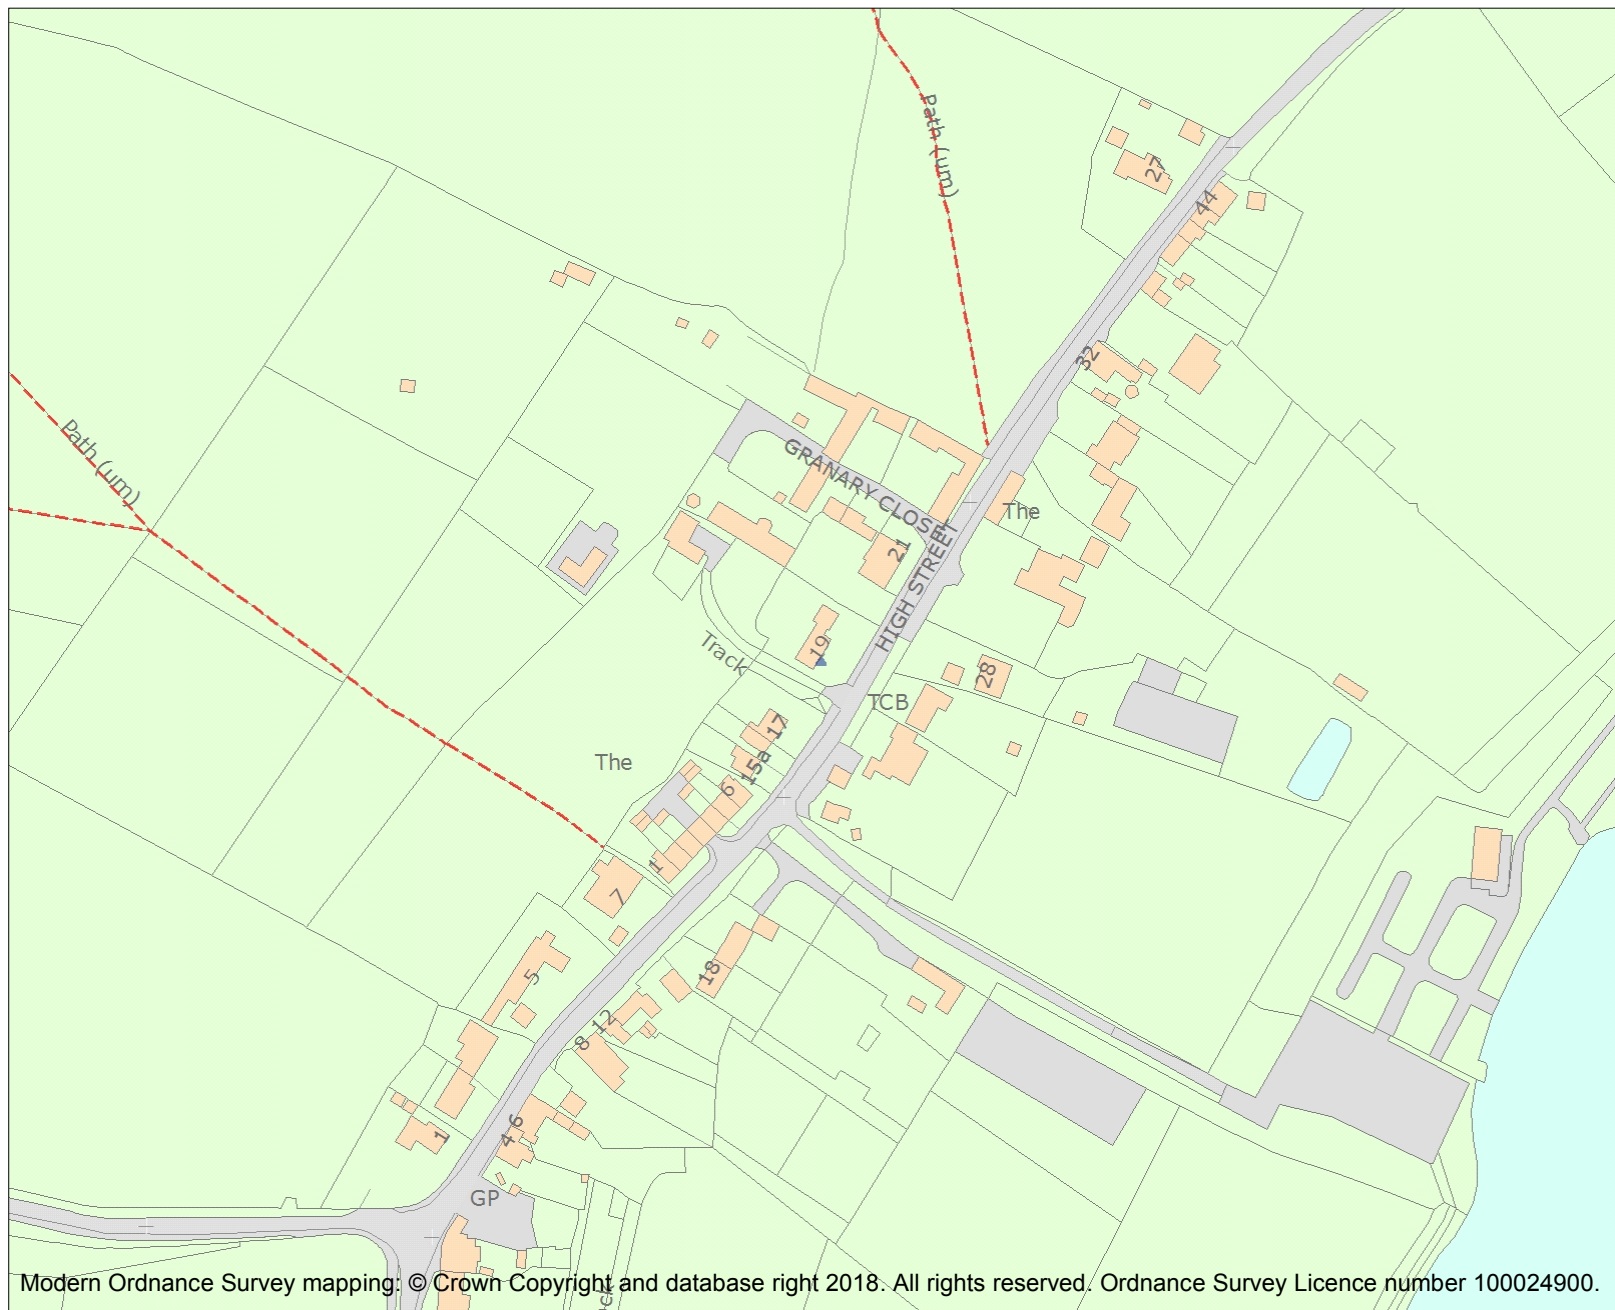 Path (um)
27
44
32
Path (um)
GRANARY CLOSE
The
21
HIGH STREET
19
Track
28
TCB
17
The
15a
6
1
7
5
18
12
8
6
4
1
GP
Modern Ordnance Survey mapping: © Crown Copyright and database right 2018. All rights reserved. Ordnance Survey Licence number 100024900.